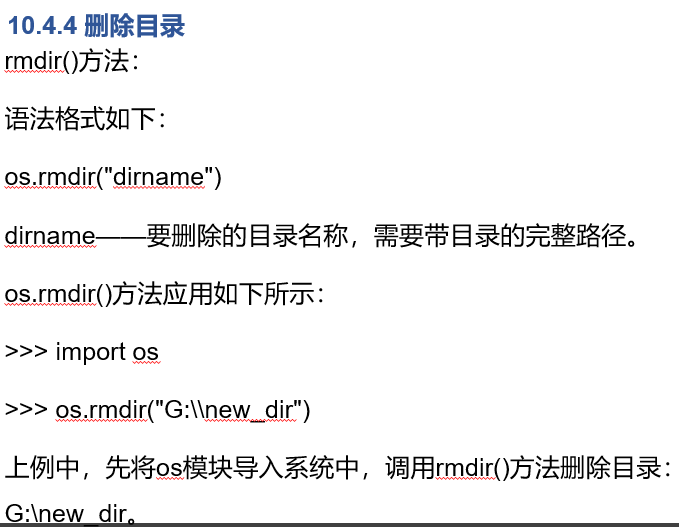 10.4.4 删除目录
rmdir()方法：
语法格式如下：
os.rmdir("dirname")
dirname——要删除的目录名称，需要带目录的完整路径。
os.rmdir()方法应用如下所示：
>>> import os
>>> os.rmdir("G:\\new_dir")
上例中，先将os模块导入系统中，调用rmdir()方法删除目录：
G:\new_dir。